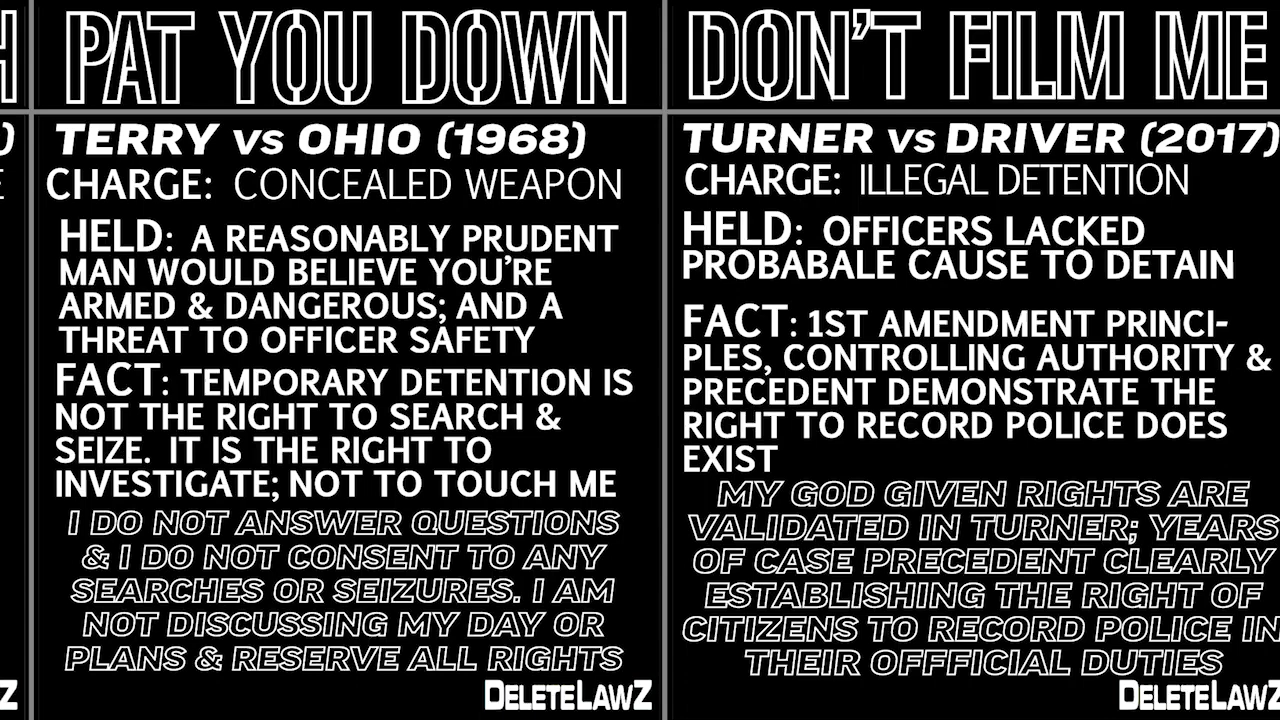 PAT YOU DOWN
TERRY vs OHIO (1968)
CHARGE: CONCEALED WEAPON
HELD: A REASONABLY PRUDENT
MAN WOULD BELIEVE YOU'RE
ARMED & DANGEROUS; AND A
THREAT TO OFFICER SAFETY
FACT: TEMPORARY DETENTION IS
NOT THE RIGHT TO SEARCH &
SEIZE. IT IS THE RIGHT TO
INVESTIGATE; NOT TO TOUCH ME
I DO NOT ANSWER QUESTIONS
& I DO NOT CONSENT TO ANY
SEARCHES OR SEIZURES. I AM
NOT DISCUSSING MY DAY OR
PLANS & RESERVE ALL RIGHTS
DELETELAWZ
DON'T FILM ME
TURNER vs DRIVER (2017)
CHARGE: ILLEGAL DETENTION
HELD: OFFICERS LACKED
PROBABALE CAUSE TO DETAIN
FACT: 1ST AMENDMENT PRINCI-
PLES, CONTROLLING AUTHORITY &
PRECEDENT DEMONSTRATE THE
RIGHT TO RECORD POLICE DOES
EXIST
MY GOD GIVEN RIGHTS ARE
VALIDATED IN TURNER; YEARS
OF CASE PRECEDENT CLEARLY
ESTABLISHING THE RIGHT OF
CITIZENS TO RECORD POLICE IN
THEIR OFFFICIAL DUTIES
DELETELAWZ